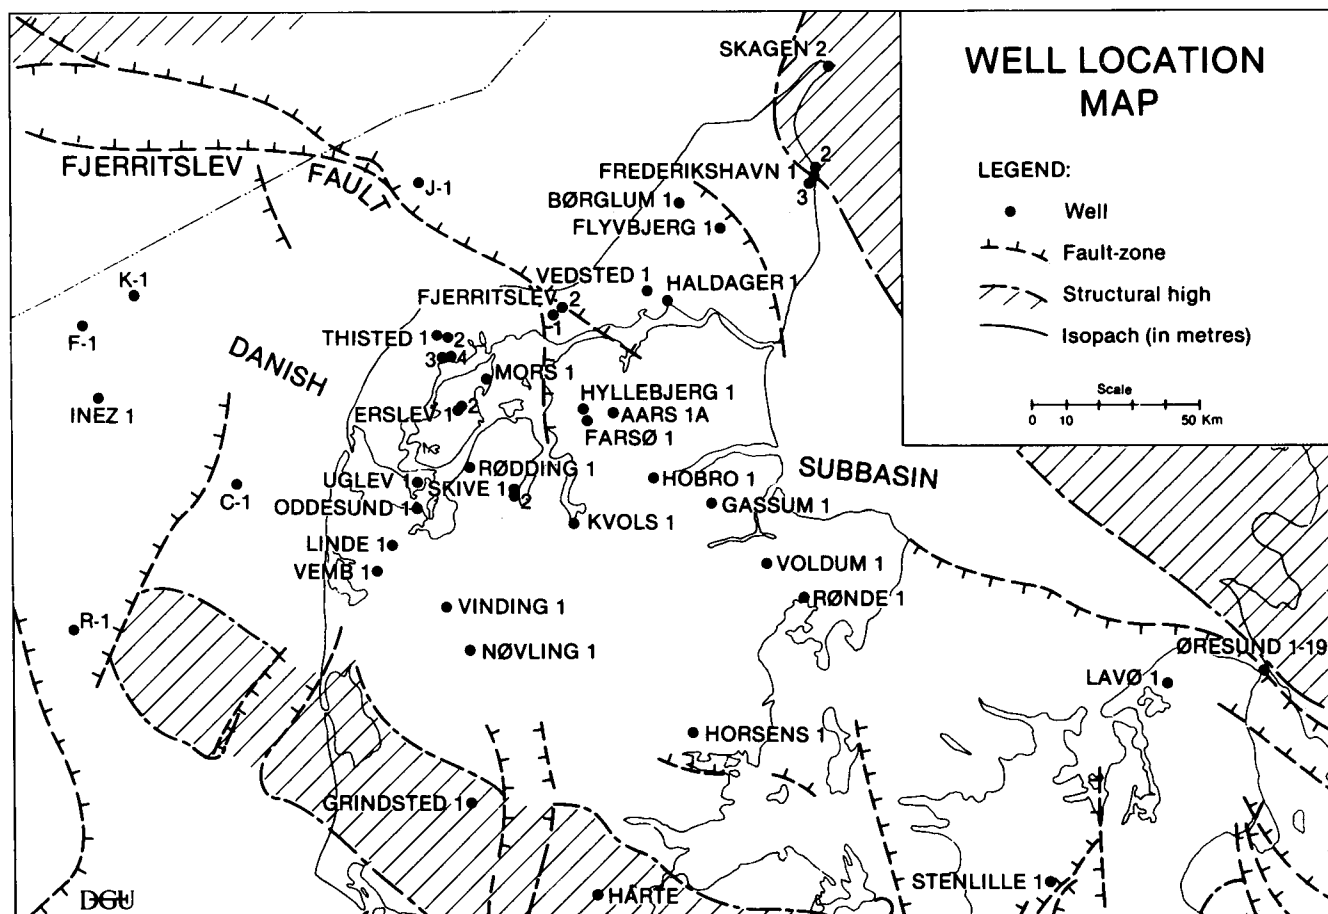 WELL LOCATION
MAP
LEGEND:
Well
Fault-zone
Structural high
Isopach (in metres)
Scale
0 10 50 Km
SKAGEN 2
FREDERIKSHAVN 1
2
3
BØRGLUM 1
FLYVBJERG 1
FJERRITSLEV
FAULT
J-1
K-1
F-1
INEZ 1
VEDSTED 1
HALDAGER 1
FJERRITSLEV
2
1
THISTED 1
2
3
4
DANISH
MORS 1
HYLLEBJERG 1
AARS 1A
FARSØ 1
ERSLEV 1
2
RØDDING 1
UGLEV 1
SKIVE 1
2
ODDESUND 1
HOBRO 1
SUBBASIN
GASSUM 1
KVOLS 1
C-1
LINDE 1
VEMB 1
VOLDUM 1
RØNDE 1
VINDING 1
NØVLING 1
R-1
ØRESUND 1-19
LAVØ 1
HORSENS 1
GRINDSTED 1
STENLILLE 1
HARTE
DGU